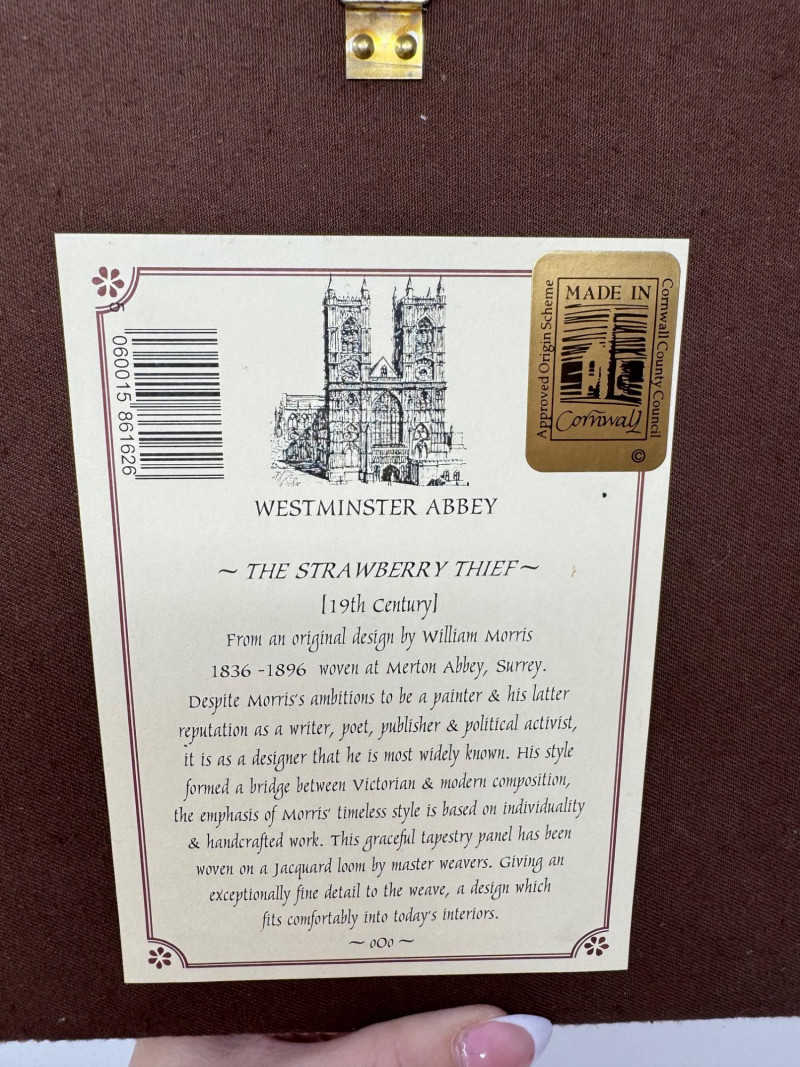 5 060015 861626
MADE IN
Cornwall
Approved Origin Scheme
Cornwall County Council
©
WESTMINSTER ABBEY
~ THE STRAWBERRY THIEF ~
[19th Century]
From an original design by William Morris
1836 -1896 woven at Merton Abbey, Surrey.
Despite Morris's ambitions to be a painter & his latter
reputation as a writer, poet, publisher & political activist,
it is as a designer that he is most widely known. His style
formed a bridge between Victorian & modern composition,
the emphasis of Morris' timeless style is based on individuality
& handcrafted work. This graceful tapestry panel has been
woven on a Jacquard loom by master weavers. Giving an
exceptionally fine detail to the weave, a design which
fits comfortably into today's interiors.
~ oOo ~